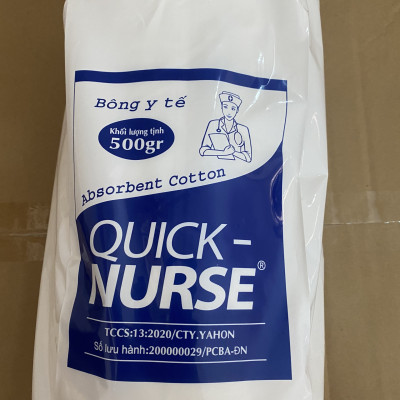 Bông y tế
Khối lượng tịnh
500gr
Absorbent Cotton
QUICK-
NURSE®
TCCS:13:2020/CTY.YAHON
Số lưu hành:200000029/PCBA-ĐN